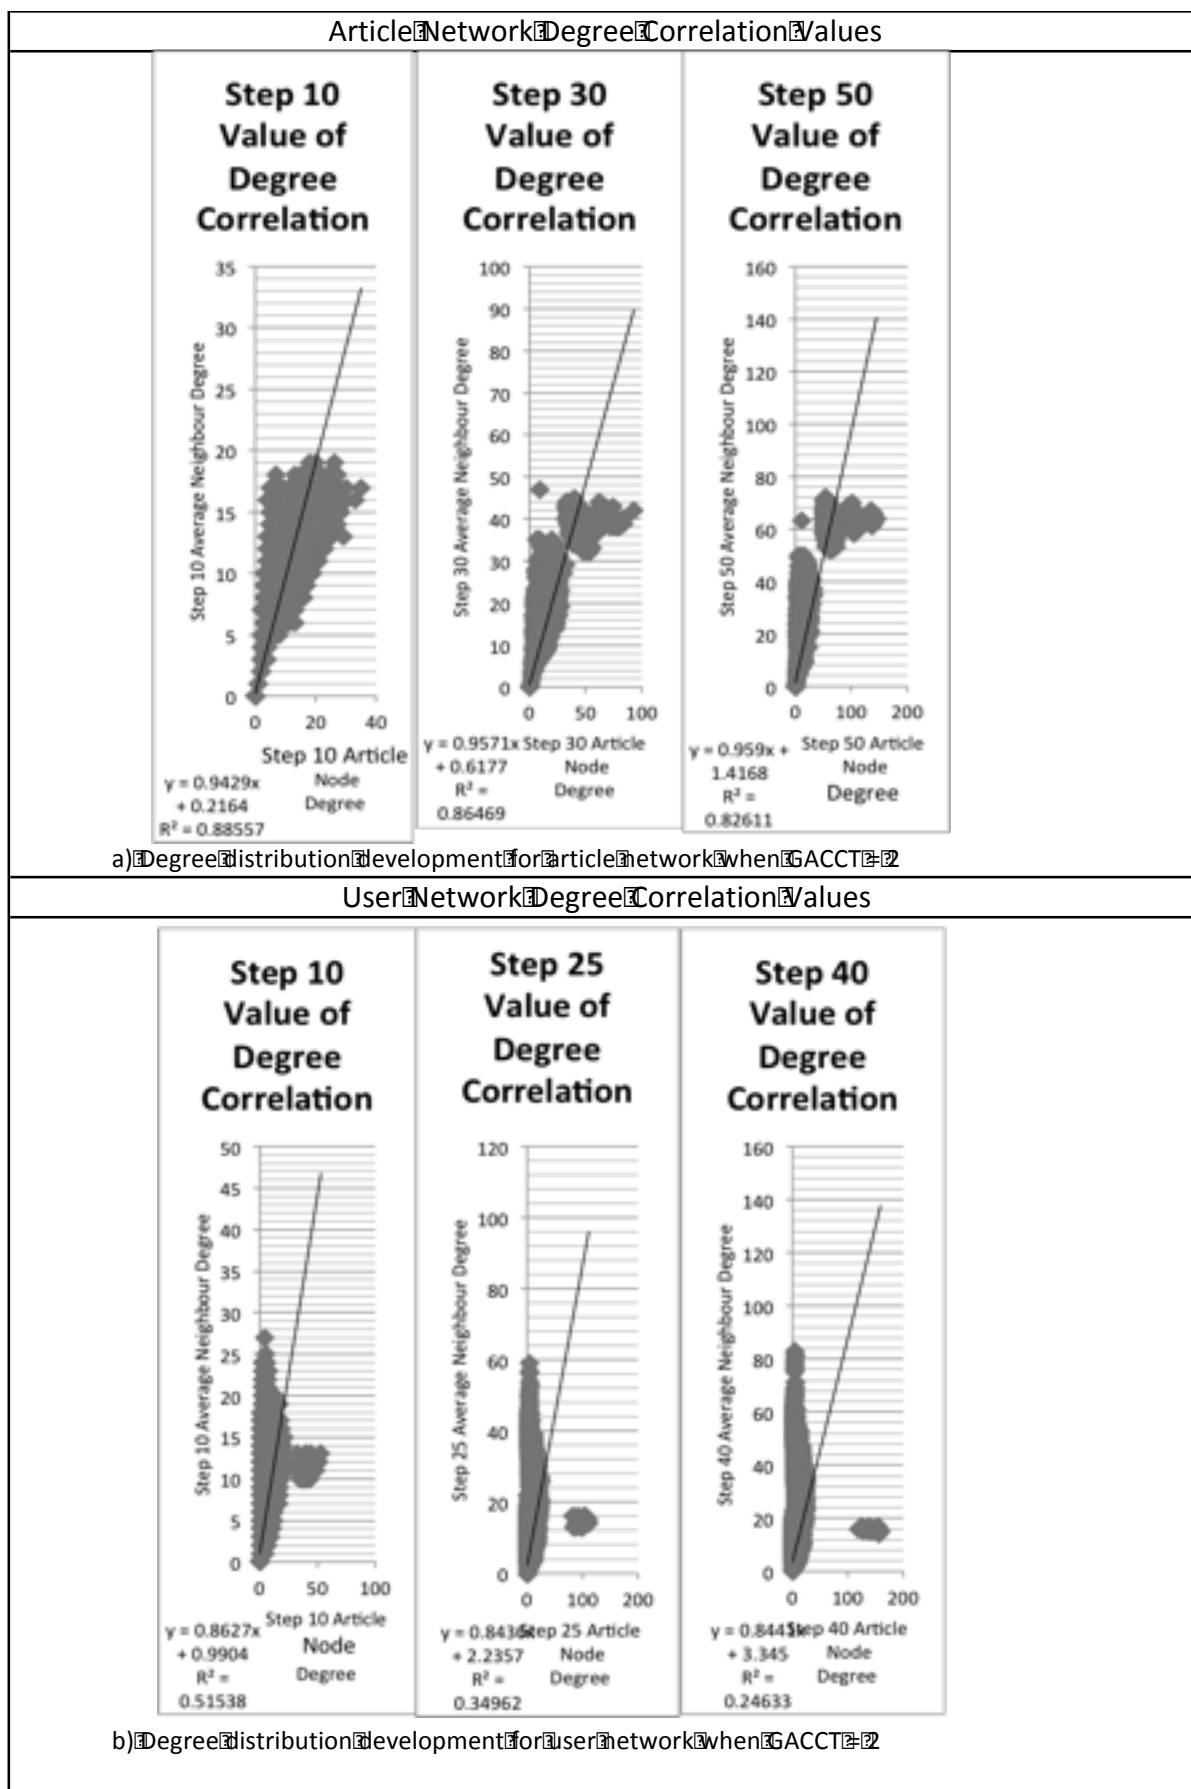 Article⍰Network⍰Degree⍰Correlation⍰Values
Step 10
Value of
Degree
Correlation
35
30
25
20
15
10
5
0
Step 10 Average Neighbour Degree
0 20 40
Step 10 Article
Node
Degree
y = 0.9429x
+ 0.2164
R² = 0.88557
Step 30
Value of
Degree
Correlation
100
90
80
70
60
50
40
30
20
10
0
Step 30 Average Neighbour Degree
0 50 100
Step 30 Article
Node
Degree
y = 0.9571x
+ 0.6177
R² =
0.86469
Step 50
Value of
Degree
Correlation
160
140
120
100
80
60
40
20
0
Step 50 Average Neighbour Degree
0 100 200
Step 50 Article
Node
Degree
y = 0.959x +
1.4168
R² =
0.82611
a)⍰Degree⍰distribution⍰development⍰for⍰article⍰network⍰when⍰GACCT⍰=⍰2
User⍰Network⍰Degree⍰Correlation⍰Values
Step 10
Value of
Degree
Correlation
50
45
40
35
30
25
20
15
10
5
0
Step 10 Average Neighbour Degree
0 50 100
Step 10 Article
Node
Degree
y = 0.8627x
+ 0.9904
R² =
0.51538
Step 25
Value of
Degree
Correlation
120
100
80
60
40
20
0
Step 25 Average Neighbour Degree
0 100 200
Step 25 Article
Node
Degree
y =
+ 2.2357
R² =
0.34962
Step 40
Value of
Degree
Correlation
160
140
120
100
80
60
40
20
0
Step 40 Average Neighbour Degree
0 100 200
Step 40 Article
Node
Degree
y =
+ 3.345
R² =
0.24633
b)⍰Degree⍰distribution⍰development⍰for⍰user⍰network⍰when⍰GACCT⍰=⍰2